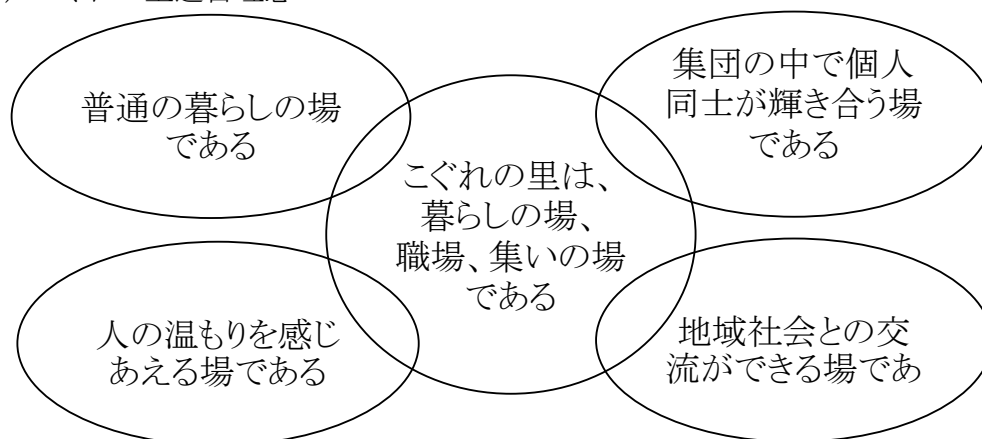 普通の暮らしの場
である
集団の中で個人
同士が輝き合う場
である
こぐれの里は、
暮らしの場、
職場、集いの場
である
人の温もりを感じ
あえる場である
地域社会との交
流ができる場であ